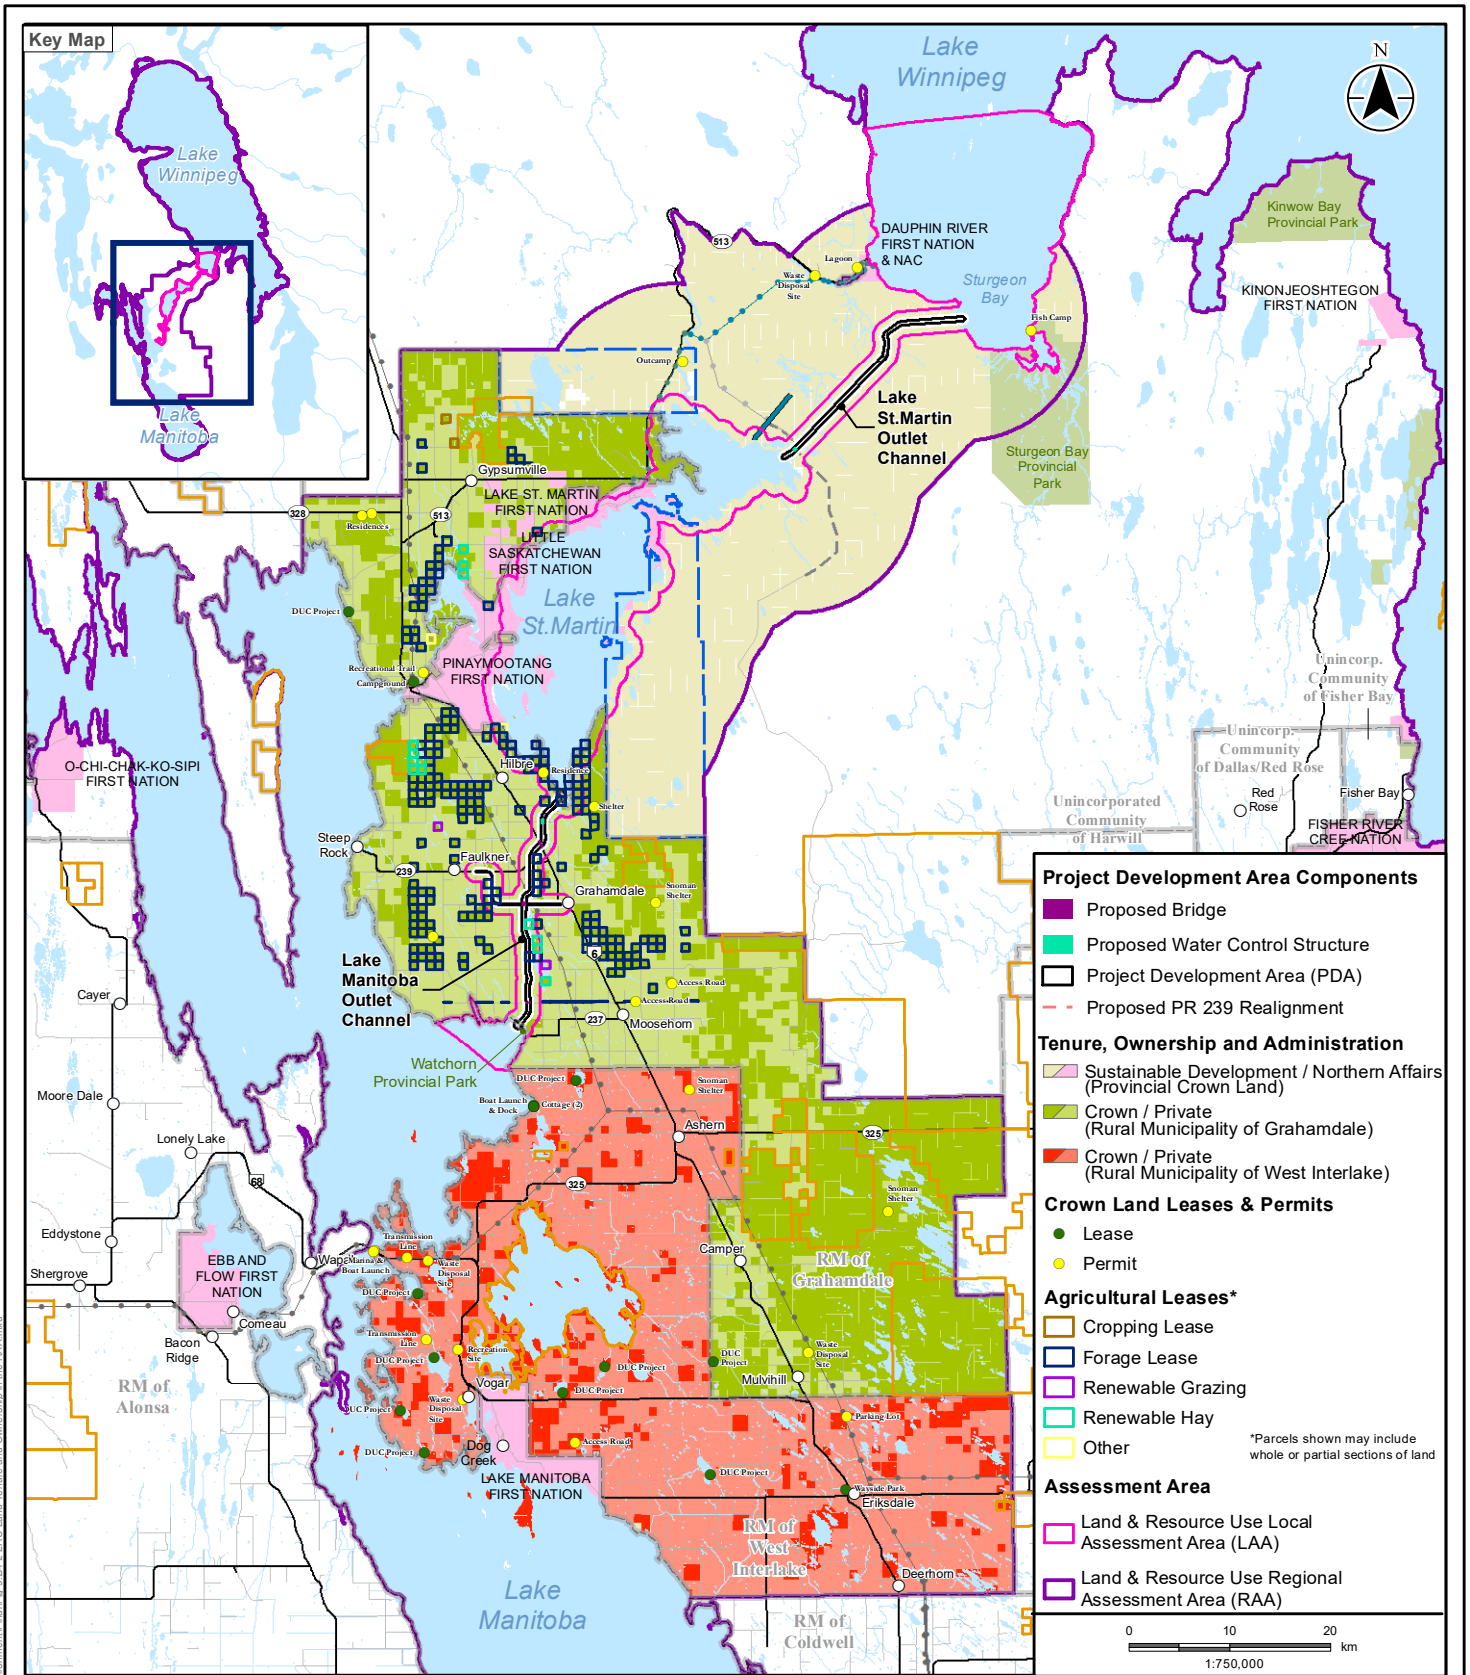 Key Map
Lake
Winnipeg
Lake
Manitoba
Lake
Winnipeg
N
Kinwow Bay
Provincial Park
513
DAUPHIN RIVER
FIRST NATION
& NAC
Lagoon
Waste
Disposal
Site
Sturgeon
Bay
KINONJEOSHTEGON
FIRST NATION
Fish Camp
Outcamp
Lake
St.Martin
Outlet
Channel
Sturgeon Bay
Provincial
Park
Gypsumville
LAKE ST. MARTIN
FIRST NATION
328
513
Residences
LITTLE
SASKATCHEWAN
FIRST NATION
Lake
St.Martin
DUC Project
Recreational Trail
Campground
PINAYMOOTANG
FIRST NATION
Unincorp.
Community
of Fisher Bay
Unincorp.
Community
of Dallas/Red Rose
O-CHI-CHAK-KO-SIPI
FIRST NATION
Hilbre
Residence
Shelter
Red
Rose
Fisher Bay
Unincorporated
Community
of Harwill
FISHER RIVER
CREE NATION
Steep
Rock
Faulkner
239
Grahamdale
Snoman
Shelter
6
Lake
Manitoba
Outlet
Channel
Access Road
Access Road
Cayer
237
Moosehorn
Watchorn
Provincial Park
DUC Project
Snoman
Shelter
Boat Launch
& Dock
Cottage (2)
Moore Dale
Ashern
Lonely Lake
325
68
325
Snoman
Shelter
Eddystone
Transmission
Line
Camper
EBB AND
FLOW FIRST
NATION
Marina &
Boat Launch
Waste
Disposal
Site
RM of
Grahamdale
Shergrove
DUC Project
Comeau
Bacon
Ridge
Transmission
Line
Recreation
Site
Waste
Disposal
Site
DUC Project
DUC Project
DUC
Project
RM of
Alonsa
Vogar
DUC Project
Mulvihill
Waste
Disposal
Site
DUC Project
Parking Lot
DUC Project
Dog
Creek
Access Road
LAKE MANITOBA
FIRST NATION
DUC Project
Wayside Park
Eriksdale
RM of
West
Interlake
Deerhorn
Lake
Manitoba
RM of
Coldwell
Project Development Area Components
Proposed Bridge
Proposed Water Control Structure
Project Development Area (PDA)
Proposed PR 239 Realignment
Tenure, Ownership and Administration
Sustainable Development / Northern Affairs
(Provincial Crown Land)
Crown / Private
(Rural Municipality of Grahamdale)
Crown / Private
(Rural Municipality of West Interlake)
Crown Land Leases & Permits
Lease
Permit
Agricultural Leases*
Cropping Lease
Forage Lease
Renewable Grazing
Renewable Hay
Other
*Parcels shown may include
whole or partial sections of land
Assessment Area
Land & Resource Use Local
Assessment Area (LAA)
Land & Resource Use Regional
Assessment Area (RAA)
0 10 20
km
1:750,000